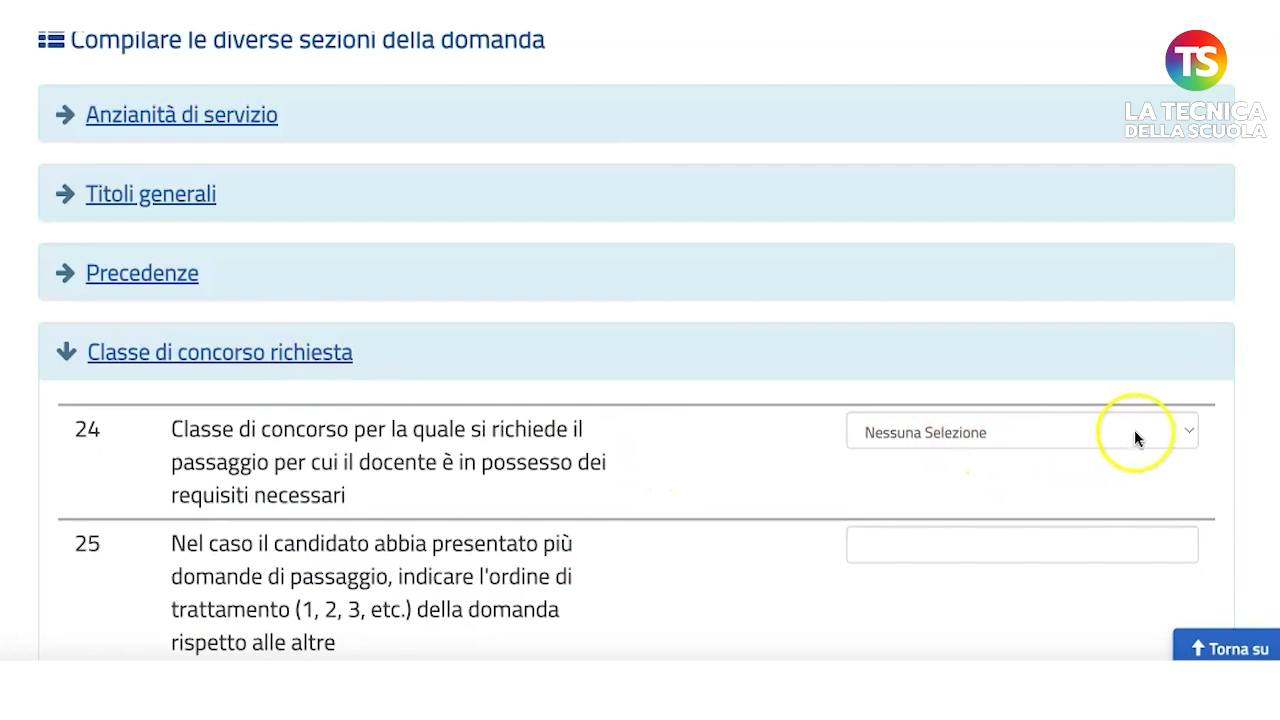 Compilare le diverse sezioni della domanda
TS
LA TECNICA
DELLA SCUOLA
Anzianità di servizio
Titoli generali
Precedenze
Classe di concorso richiesta
24
Classe di concorso per la quale si richiede il
passaggio per cui il docente è in possesso dei
requisiti necessari
Nessuna Selezione
25
Nel caso il candidato abbia presentato più
domande di passaggio, indicare l'ordine di
trattamento (1, 2, 3, etc.) della domanda
rispetto alle altre
Torna su